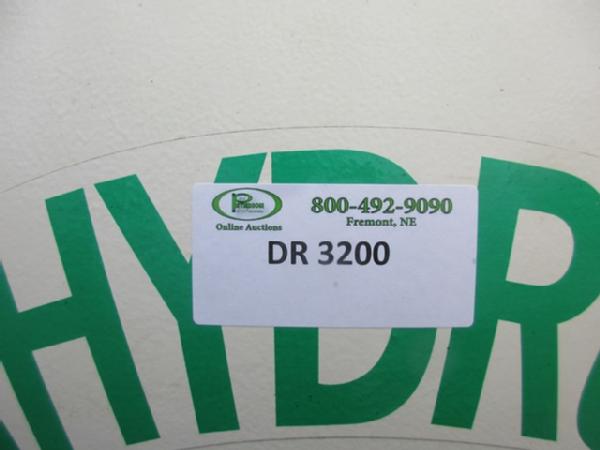 800-492-9090
Fremont, NE
Online Auctions
DR 3200
HYDR